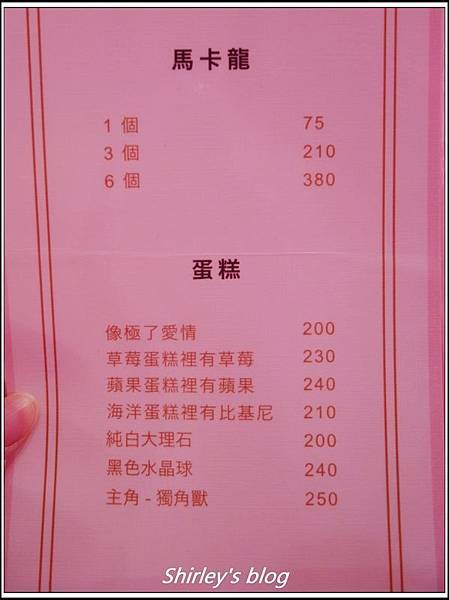 馬卡龍
1 個 75
3 個 210
6 個 380
蛋糕
像極了愛情 200
草莓蛋糕裡有草莓 230
蘋果蛋糕裡有蘋果 240
海洋蛋糕裡有比基尼 210
純白大理石 200
黑色水晶球 240
主角 - 獨角獸 250
Shirley's blog